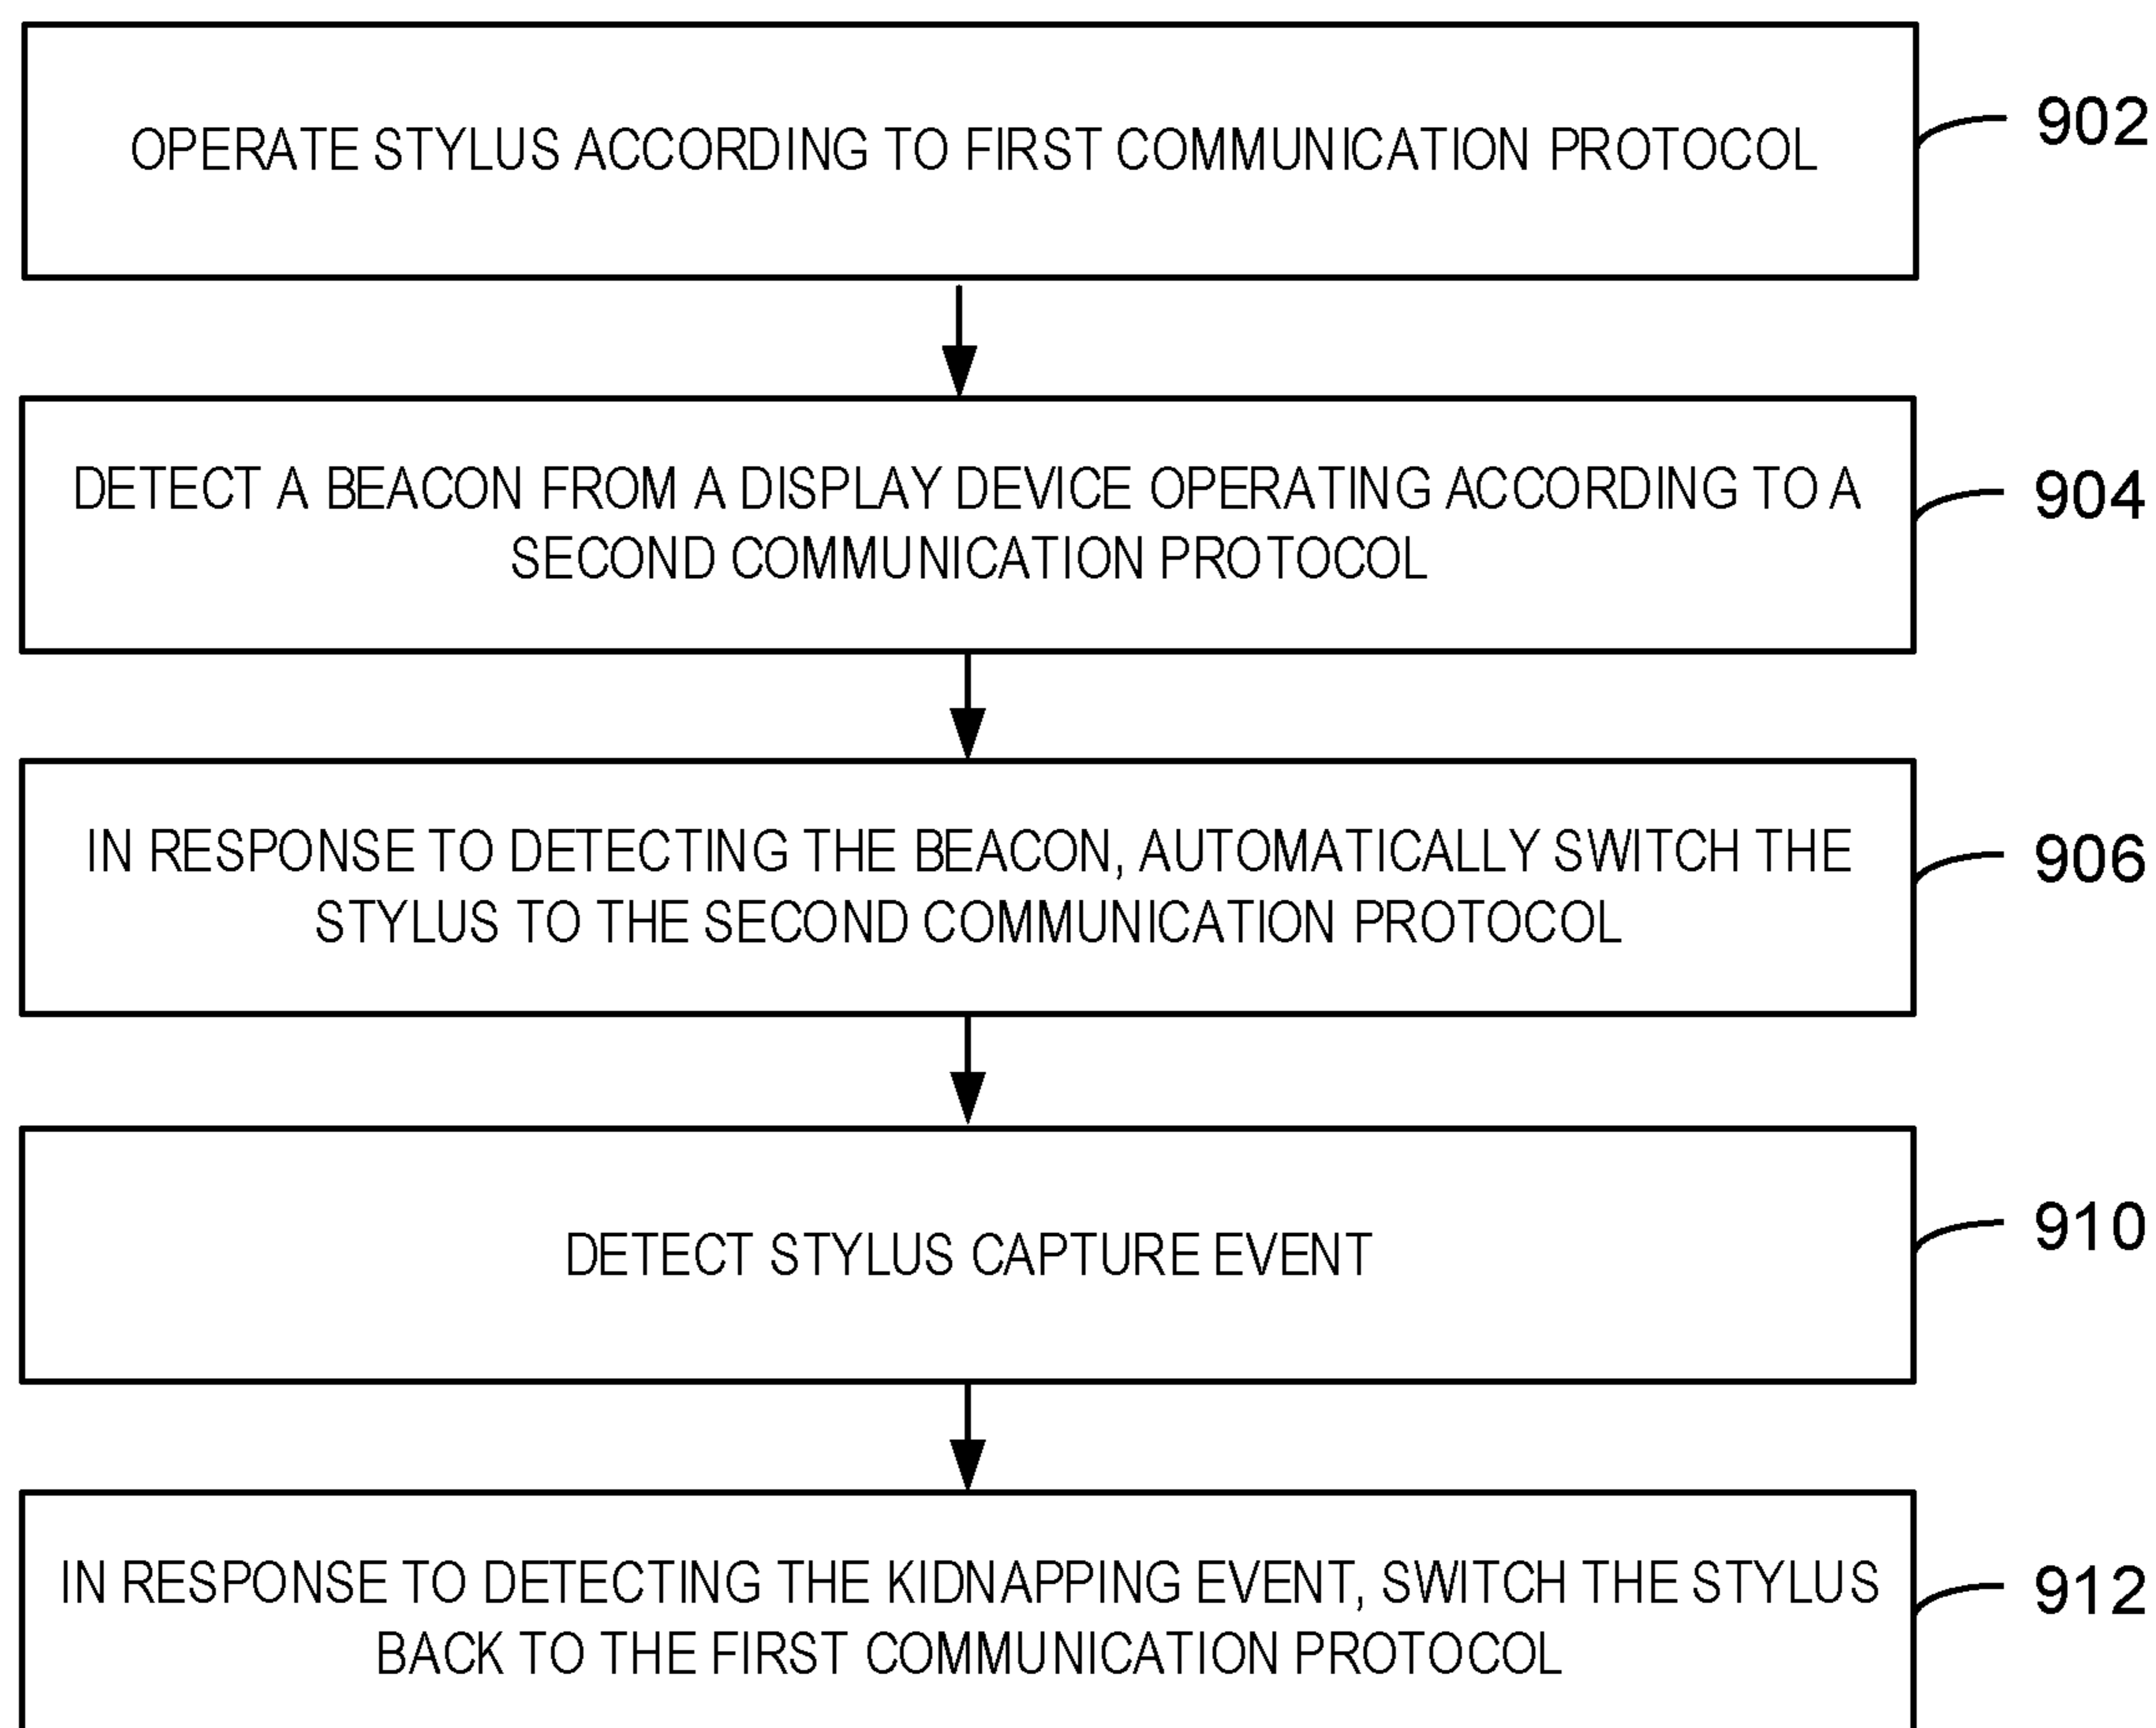 OPERATE STYLUS ACCORDING TO FIRST COMMUNICATION PROTOCOL
902
DETECT A BEACON FROM A DISPLAY DEVICE OPERATING ACCORDING TO A
SECOND COMMUNICATION PROTOCOL
904
IN RESPONSE TO DETECTING THE BEACON, AUTOMATICALLY SWITCH THE
STYLUS TO THE SECOND COMMUNICATION PROTOCOL
906
DETECT STYLUS CAPTURE EVENT
910
IN RESPONSE TO DETECTING THE KIDNAPPING EVENT, SWITCH THE STYLUS
BACK TO THE FIRST COMMUNICATION PROTOCOL
912